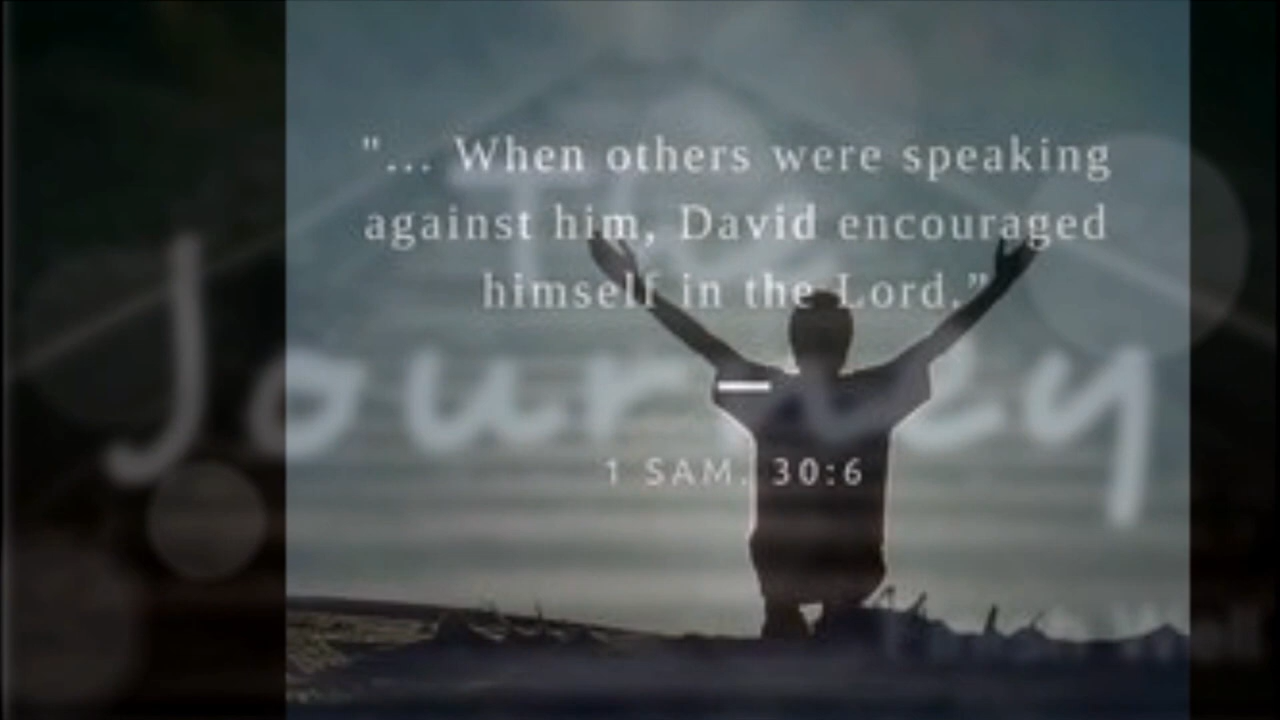 "... When others were speaking
against him, David encouraged
himself in the Lord.”
1 SAM. 30:6
The
Journey